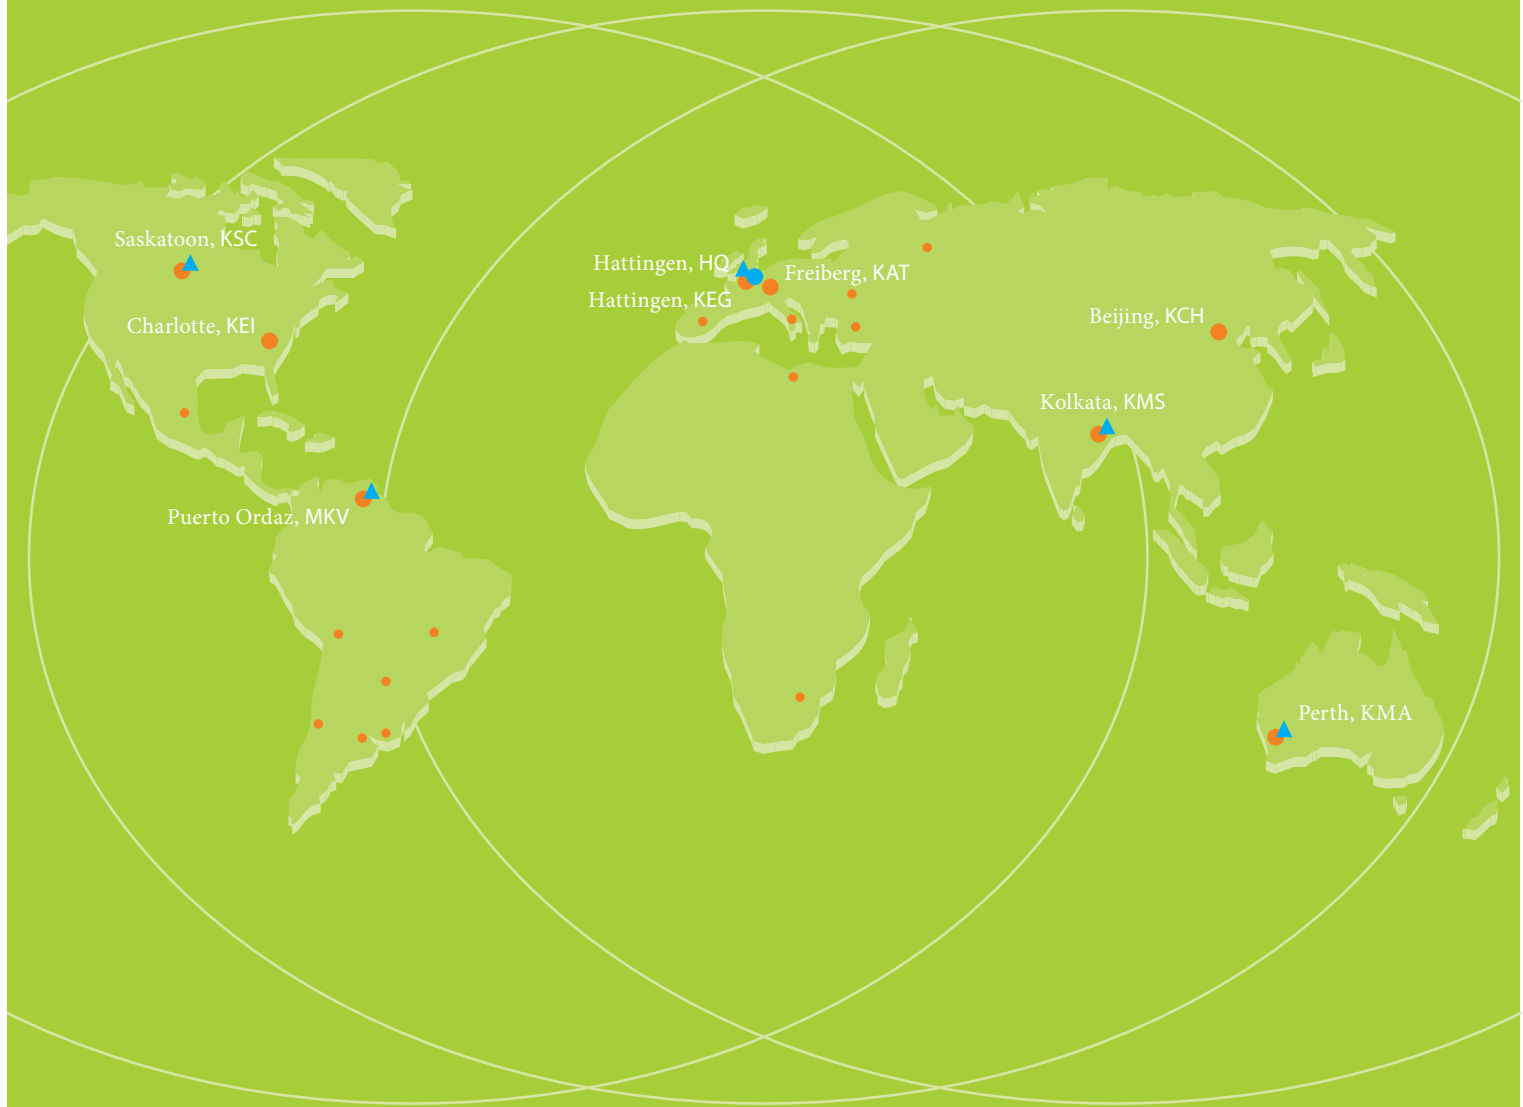 Saskatoon, KSC
Hattingen, HQ
Freiberg, KAT
Hattingen, KEG
Beijing, KCH
Charlotte, KEI
Kolkata, KMS
Puerto Ordaz, MKV
Perth, KMA